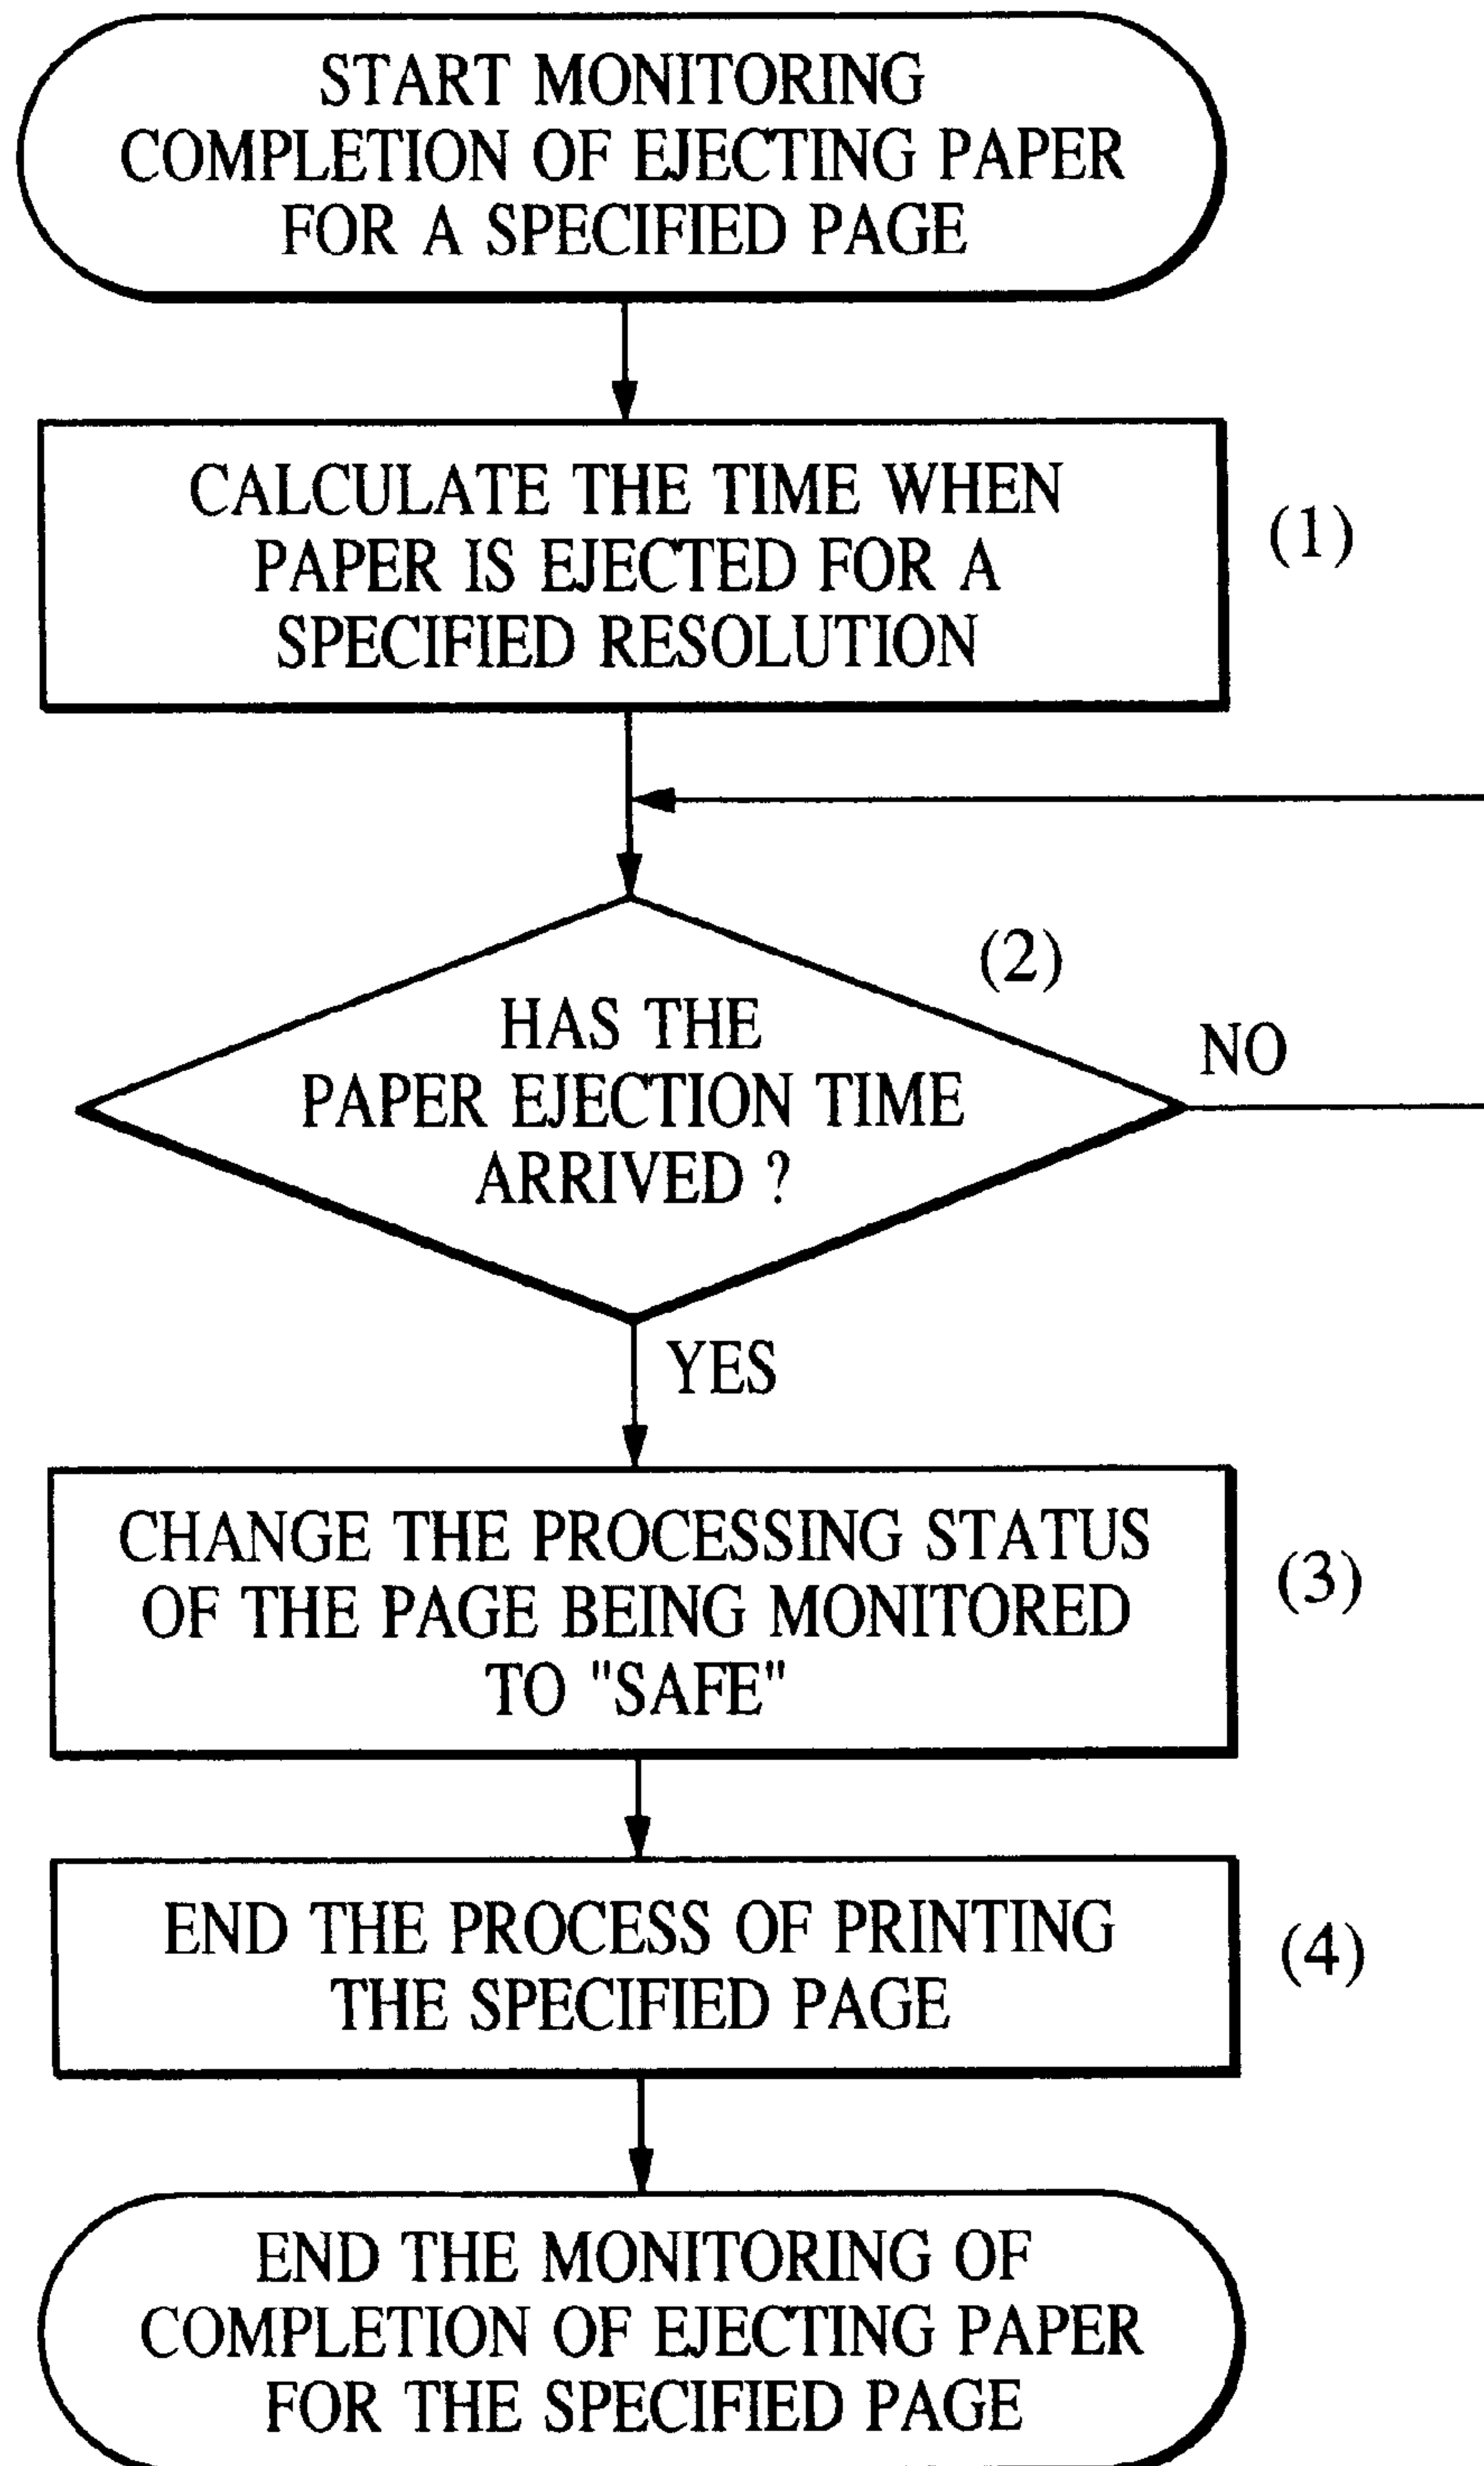 START MONITORING
COMPLETION OF EJECTING PAPER
FOR A SPECIFIED PAGE
CALCULATE THE TIME WHEN
PAPER IS EJECTED FOR A
SPECIFIED RESOLUTION
(1)
(2)
HAS THE
PAPER EJECTION TIME
ARRIVED ?
NO
YES
CHANGE THE PROCESSING STATUS
OF THE PAGE BEING MONITORED
TO "SAFE"
(3)
END THE PROCESS OF PRINTING
THE SPECIFIED PAGE
(4)
END THE MONITORING OF
COMPLETION OF EJECTING PAPER
FOR THE SPECIFIED PAGE